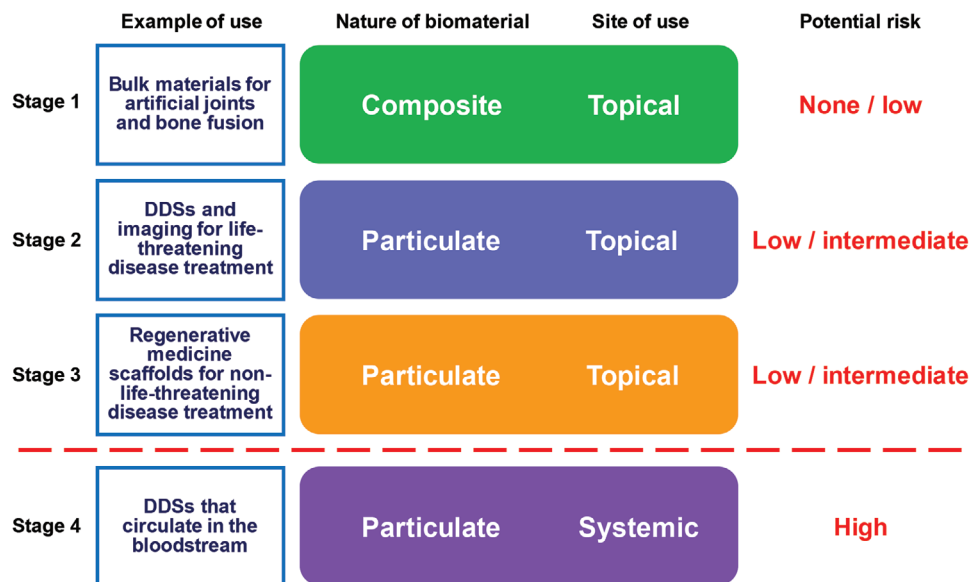 Example of use Nature of biomaterial Site of use Potential risk
Stage 1
Bulk materials for
artificial joints
and bone fusion
Composite Topical None / low
Stage 2
DDSs and
imaging for life-
threatening
disease treatment
Particulate Topical Low / intermediate
Stage 3
Regenerative
medicine
scaffolds for non-
life-threatening
disease treatment
Particulate Topical Low / intermediate
Stage 4
DDSs that
circulate in the
bloodstream
Particulate Systemic High